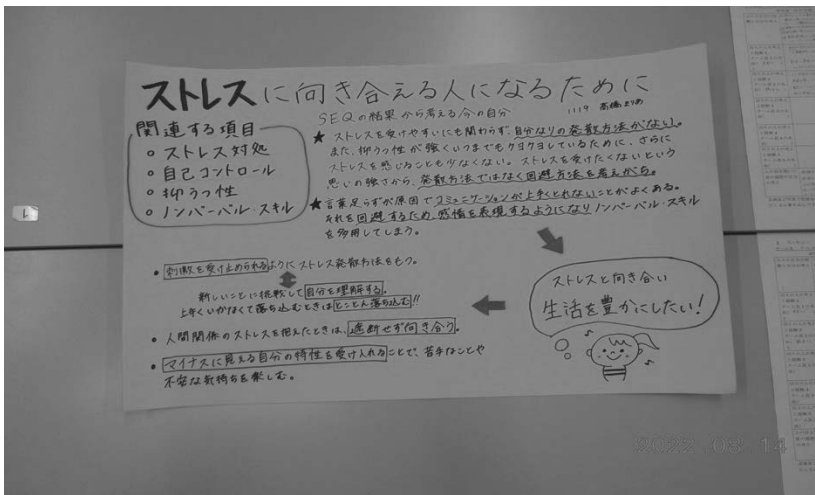 ストレスに向き合える人になるために
SEQの結果から考える今の自分
1119 高橋まりあ
関連する項目
• ストレス対処
• 自己コントロール
• 抑うつ性
• ノンバーバル・スキル
★ ストレスを受けやすいにも関わらず、自分なりの発散方法がない。
また、抑うつ性が強くいつまでもクヨクヨしているために、さらに
ストレスを感じることも少なくない。ストレスを受けたくないという
思いの強さから、発散方法ではなく回避方法を考えがち。
★ 言葉足らずが原因でコミュニケーションが上手くとれないことがよくある。
それを回避するため、感情を表現するようになりノンバーバル・スキル
を多用してしまう。
• 刺激を受け止められるようにストレス発散方法をもつ。
新しいことに挑戦して自分を理解する。
上手くいかなくて落ち込むときはとことん落ち込む!!
• 人間関係のストレスを抱えたときは、遮断せず向き合う。
• マイナスに見える自分の特性を受け入れることで、苦手なことや
不安な気持ちを楽しむ。
ストレスと向き合い
生活を豊かにしたい!
2022.08.14